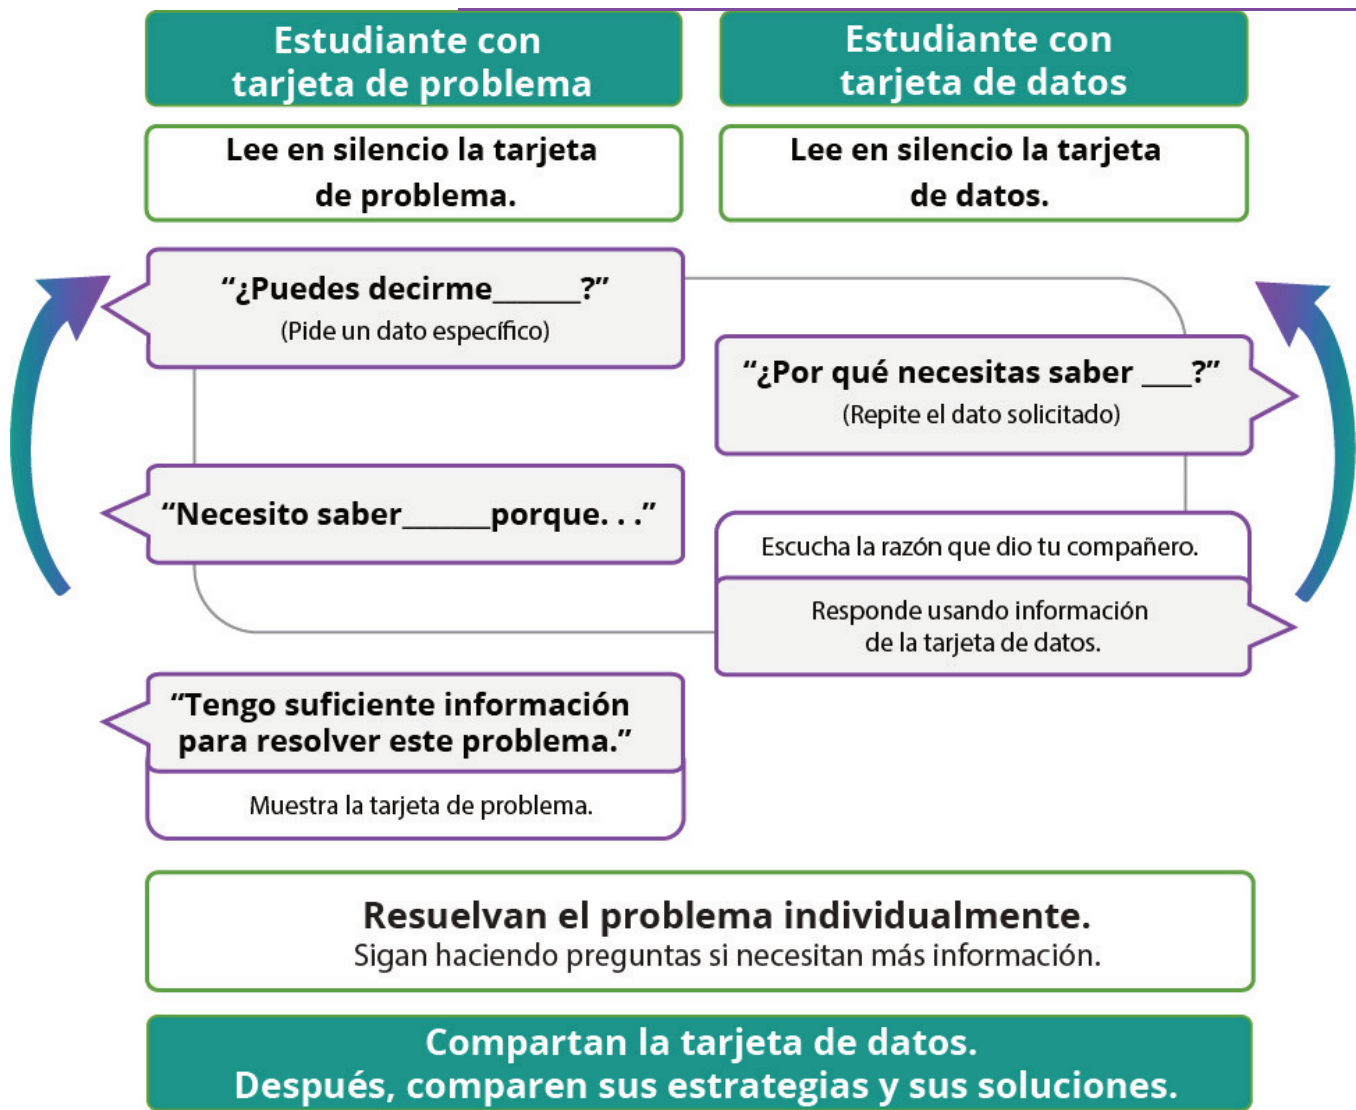 Estudiante con
tarjeta de problema
Estudiante con
tarjeta de datos
Lee en silencio la tarjeta
de problema.
Lee en silencio la tarjeta
de datos.
“¿Puedes decirme______?”
(Pide un dato específico)
“¿Por qué necesitas saber ___?”
(Repite el dato solicitado)
“Necesito saber______porque. . .”
Escucha la razón que dio tu compañero.
Responde usando información
de la tarjeta de datos.
“Tengo suficiente información
para resolver este problema.”
Muestra la tarjeta de problema.
Resuelvan el problema individualmente.
Sigan haciendo preguntas si necesitan más información.
Compartan la tarjeta de datos.
Después, comparen sus estrategias y sus soluciones.